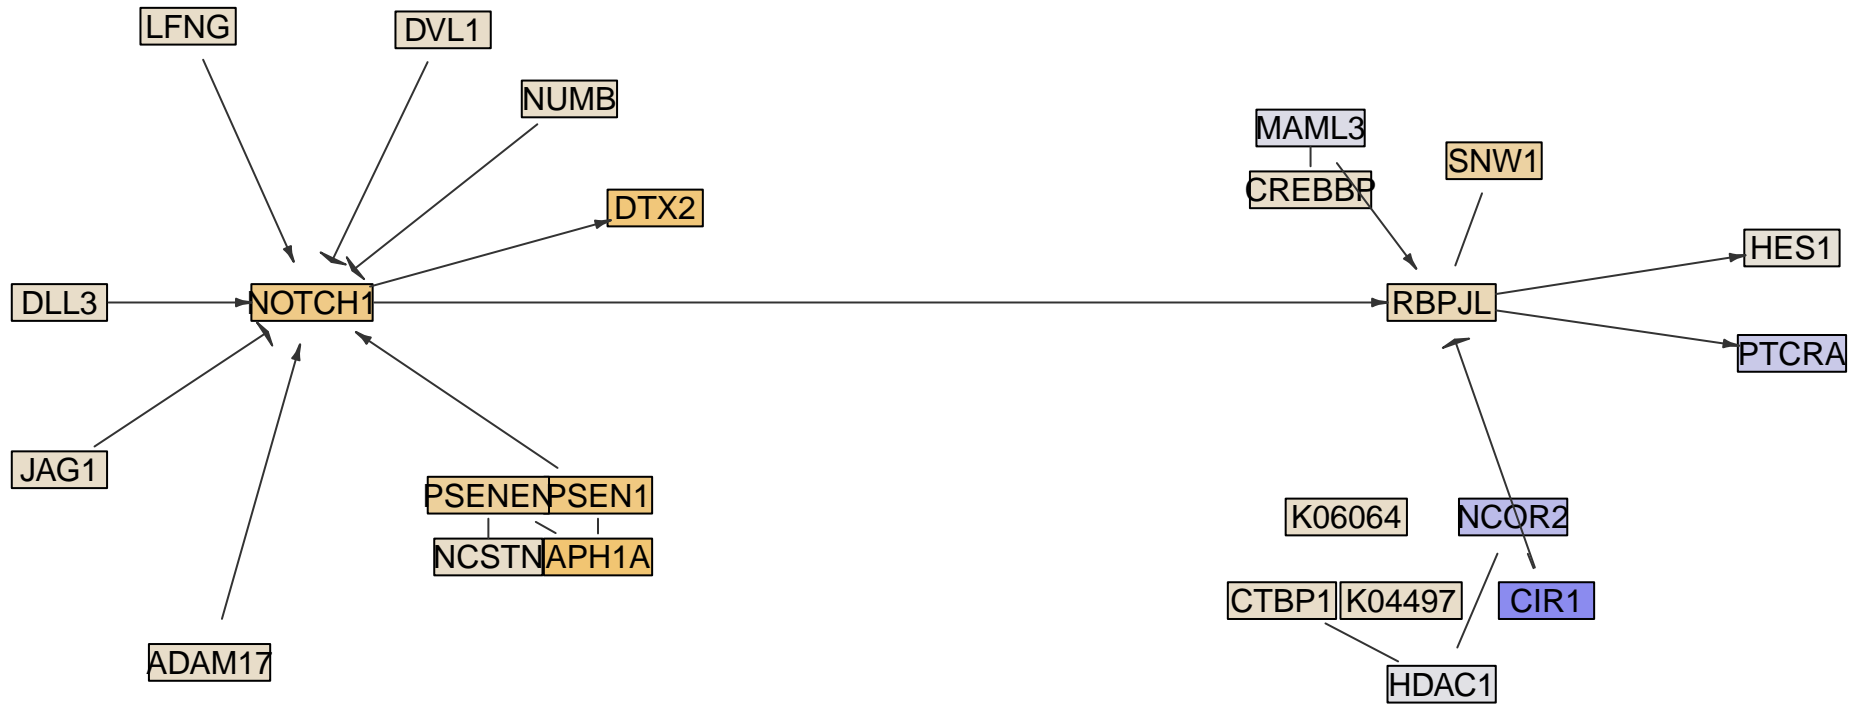 LFNG
DVL1
NUMB
MAML3
SNW1
CREBBP
DTX2
HES1
DLL3
NOTCH1
RBPJL
PTCRA
JAG1
PSENEN
PSEN1
K06064
NCOR2
NCSTN
APH1A
CTBP1
K04497
CIR1
ADAM17
HDAC1